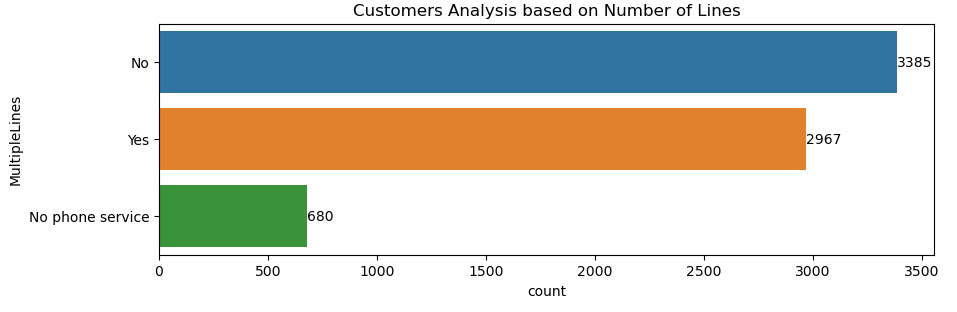 Customers Analysis based on Number of Lines
MultipleLines
No
3385
Yes
2967
No phone service
680
0 500 1000 1500 2000 2500 3000 3500
count